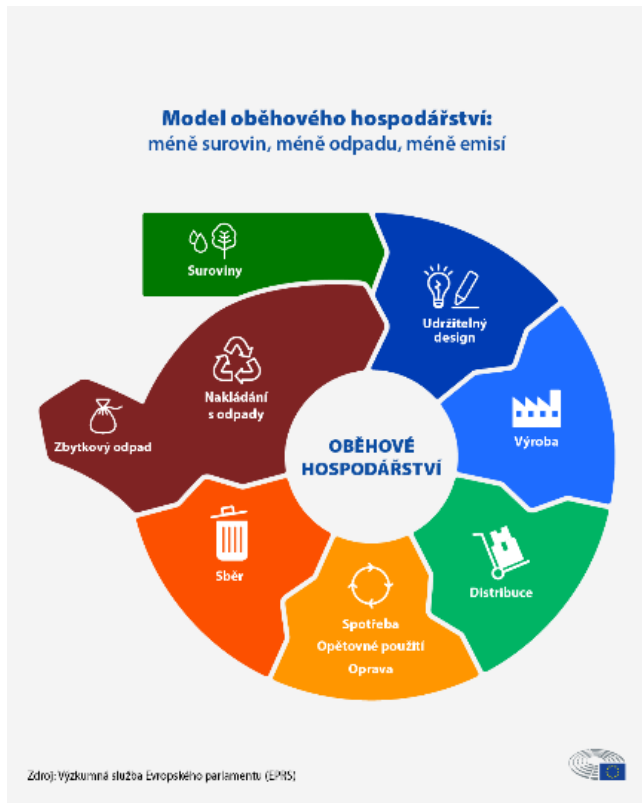 Model oběhového hospodářství:
méně surovin, méně odpadu, méně emisí
Suroviny
Udržitelný
design
Výroba
Distribuce
Spotřeba
Opětovné použití
Oprava
Sběr
Nakládání
s odpady
Zbytkový odpad
OBĚHOVÉ
HOSPODÁŘSTVÍ
Zdroj: Výzkumná služba Evropského parlamentu (EPRS)